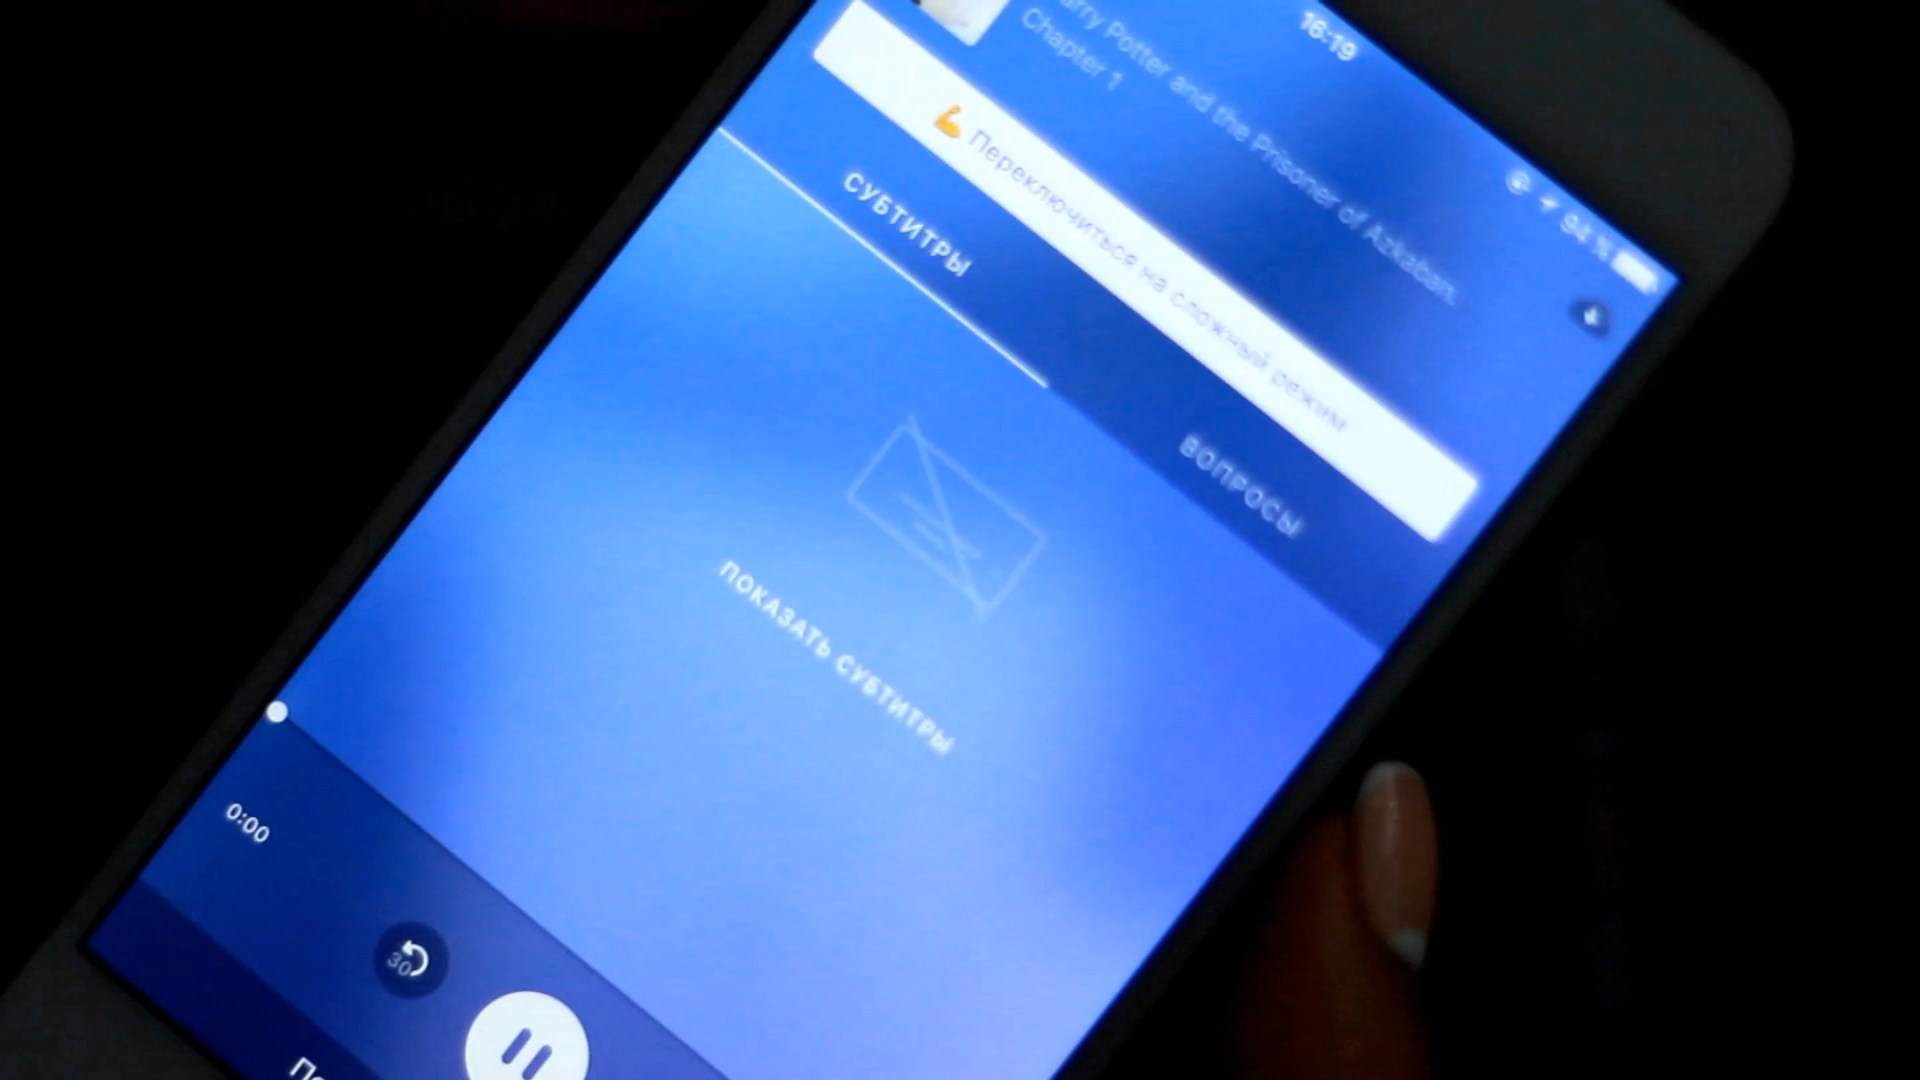 16:19
94 %
Harry Potter and the Prisoner of Azkaban.
Chapter 1
💪 Переключиться на сложный режим
СУБТИТРЫ
ВОПРОСЫ
ПОКАЗАТЬ СУБТИТРЫ
0:00
30